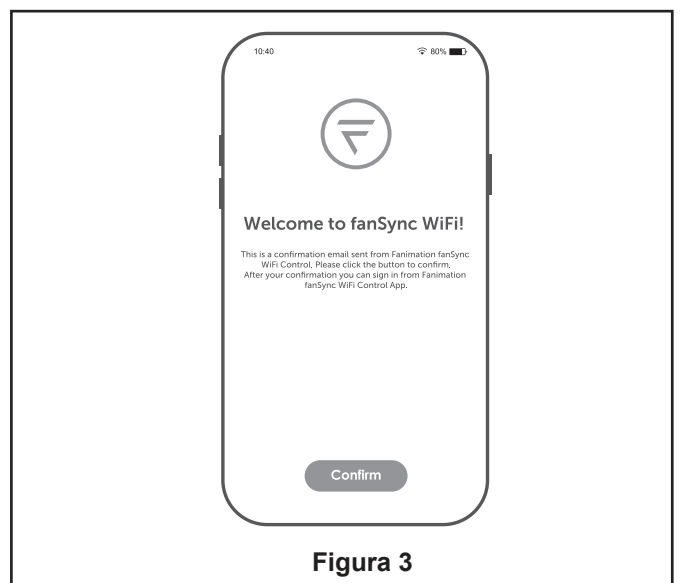 10:40 80%
Welcome to fanSync WiFi!
This is a confirmation email sent from Fanimation fanSync
WiFi Control. Please click the button to confirm.
After your confirmation you can sign in from Fanimation
fanSync WiFi Control App.
Confirm
Figura 3